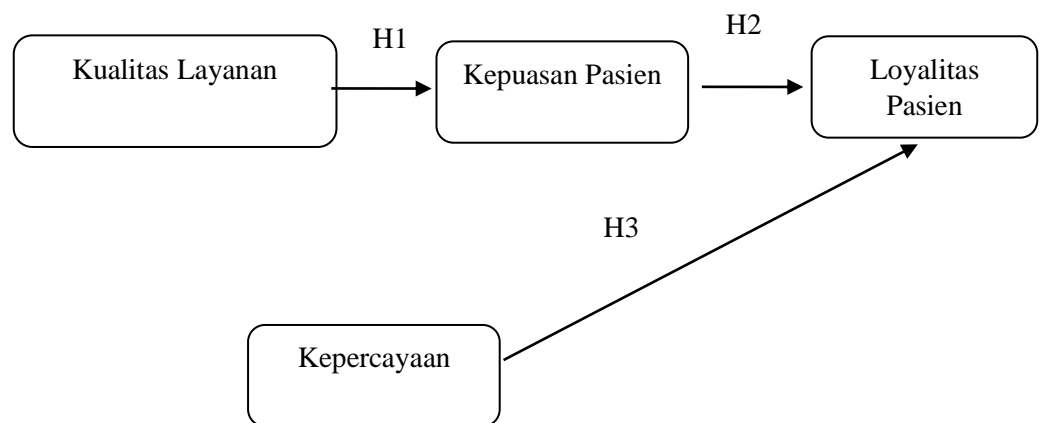 H1
H2
Kualitas Layanan
Kepuasan Pasien
Loyalitas
Pasien
H3
Kepercayaan